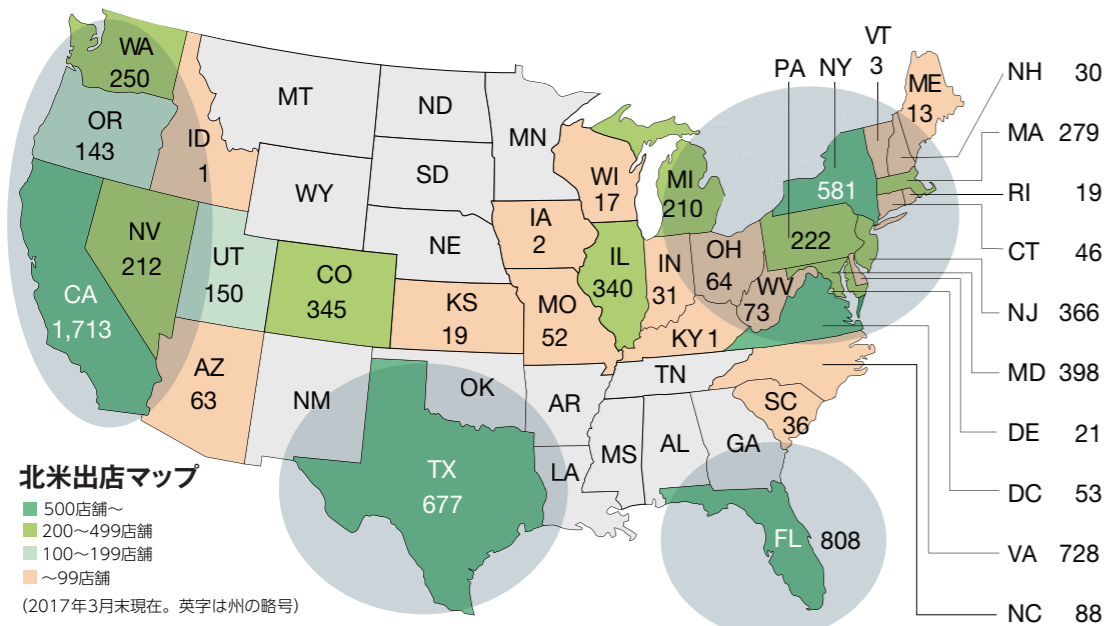 WA
250
OR
143
ID
1
MT
ND
MN
SD
WY
NE
NV
212
UT
150
CA
1,713
CO
345
KS
19
AZ
63
NM
OK
TX
677
WI
17
IA
2
IL
340
MO
52
MI
210
IN
31
OH
64
WV
73
KY 1
TN
AR
LA
MS
AL
GA
SC
36
FL
808
PA
222
NY
581
VT
3
ME
13
NH 30
MA 279
RI 19
CT 46
NJ 366
MD 398
DE 21
DC 53
VA 728
NC 88
北米出店マップ
500店舗〜
200〜499店舗
100〜199店舗
〜99店舗
(2017年3月末現在。英字は州の略号)